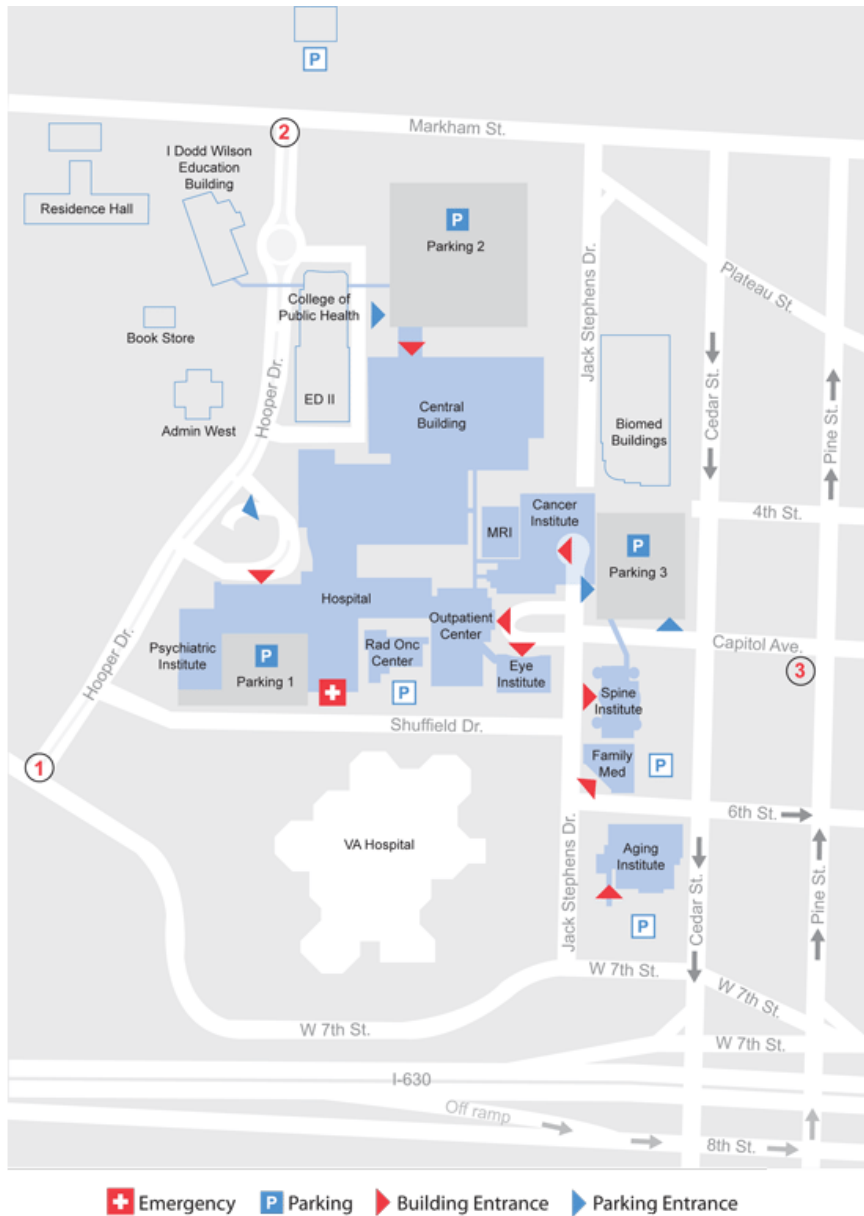 P
Markham St.
2
I Dodd Wilson
Education
Building
Residence Hall
P
Parking 2
Jack Stephens Dr.
Plateau St.
College of
Public Health
Book Store
Hooper Dr.
ED II
Admin West
Central
Building
Biomed
Buildings
Cedar St.
Pine St.
4th St.
Cancer
Institute
MRI
P
Parking 3
Hospital
Outpatient
Center
Capitol Ave.
3
Hooper Dr.
Psychiatric
Institute
P
Parking 1
Rad Onc
Center
P
Eye
Institute
Spine
Institute
Shuffield Dr.
Family
Med
P
1
6th St.
VA Hospital
Jack Stephens Dr.
Aging
Institute
P
Cedar St.
Pine St.
W 7th St.
W 7th St.
W 7th St.
W 7th St.
I-630
Off ramp
8th St.
Emergency
P Parking
Building Entrance
Parking Entrance